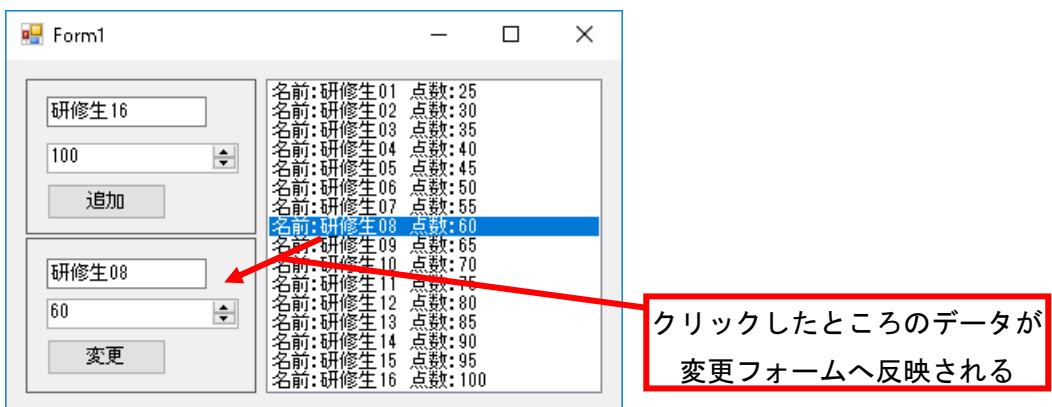 Form1
研修生16
100
追加
研修生08
60
変更
名前:研修生01 点数:25
名前:研修生02 点数:30
名前:研修生03 点数:35
名前:研修生04 点数:40
名前:研修生05 点数:45
名前:研修生06 点数:50
名前:研修生07 点数:55
名前:研修生08 点数:60
名前:研修生09 点数:65
名前:研修生10 点数:70
名前:研修生11 点数:75
名前:研修生12 点数:80
名前:研修生13 点数:85
名前:研修生14 点数:90
名前:研修生15 点数:95
名前:研修生16 点数:100
クリックしたところのデータが
変更フォームへ反映される